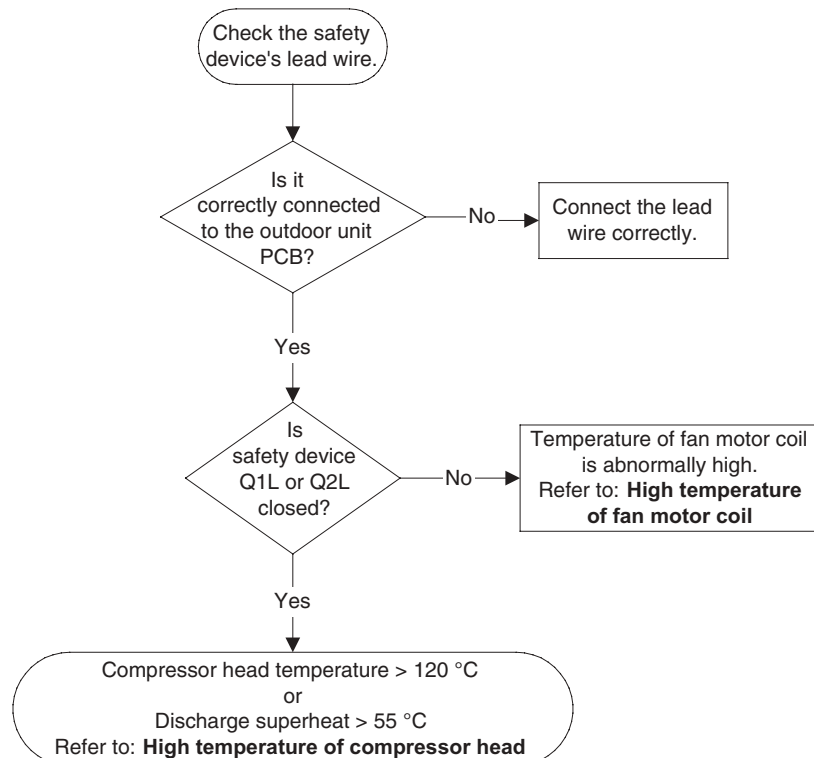 Check the safety
device's lead wire.
Is it
correctly connected
to the outdoor unit
PCB?
No
Connect the lead
wire correctly.
Yes
Is
safety device
Q1L or Q2L
closed?
No
Temperature of fan motor coil
is abnormally high.
Refer to: High temperature
of fan motor coil
Yes
Compressor head temperature > 120 °C
or
Discharge superheat > 55 °C
Refer to: High temperature of compressor head